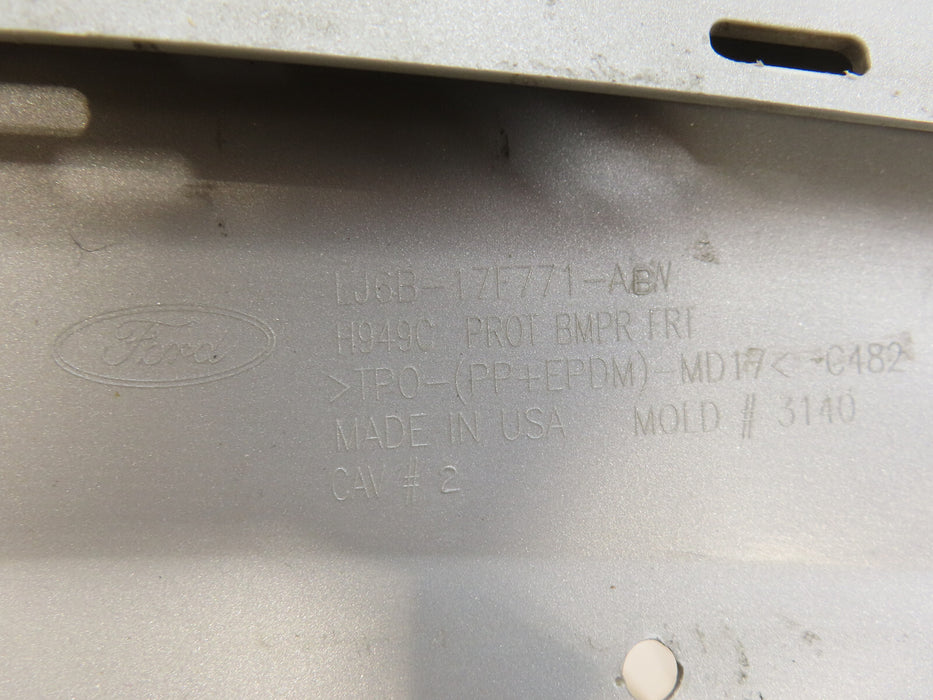 Ford
LJ6B-17F771-ABW
H949C PROT BMPR FRT
>TPO-(PP+EPDM)-MD17< -C482
MADE IN USA MOLD # 3140
CAV # 2